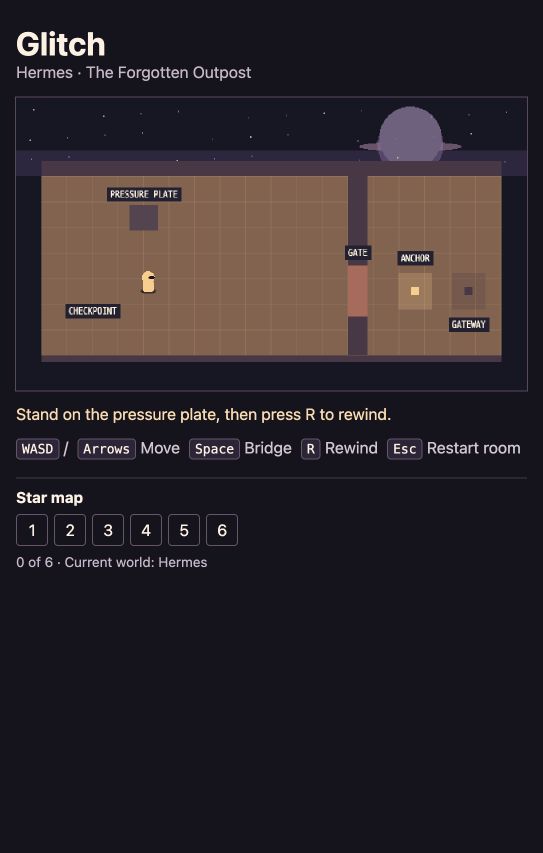 Glitch
Hermes · The Forgotten Outpost
PRESSURE PLATE
GATE
ANCHOR
CHECKPOINT
GATEWAY
Stand on the pressure plate, then press R to rewind.
WASD / Arrows Move Space Bridge R Rewind Esc Restart room
Star map
1 2 3 4 5 6
0 of 6 · Current world: Hermes